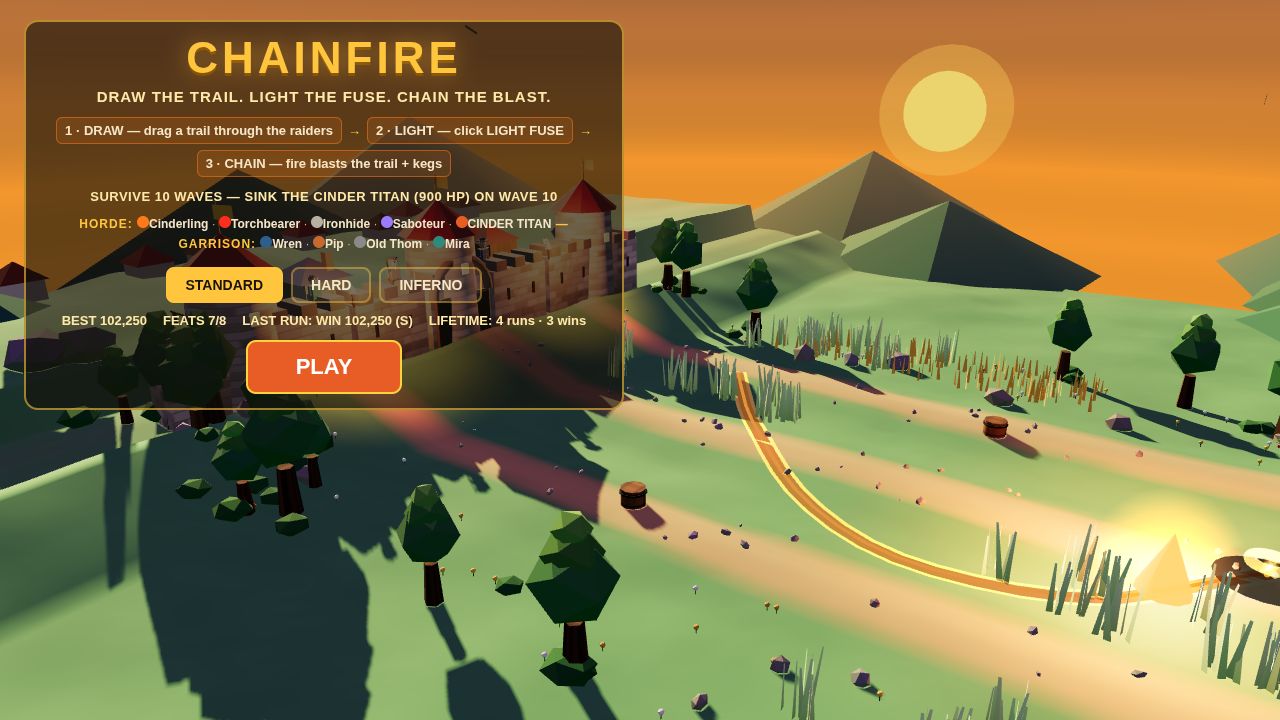 CHAINFIRE
DRAW THE TRAIL. LIGHT THE FUSE. CHAIN THE BLAST.
1 · DRAW — drag a trail through the raiders → 2 · LIGHT — click LIGHT FUSE →
3 · CHAIN — fire blasts the trail + kegs
SURVIVE 10 WAVES — SINK THE CINDER TITAN (900 HP) ON WAVE 10
HORDE: Cinderling · Torchbearer · Ironhide · Saboteur · CINDER TITAN —
GARRISON: Wren · Pip · Old Thom · Mira
STANDARD HARD INFERNO
BEST 102,250 FEATS 7/8 LAST RUN: WIN 102,250 (S) LIFETIME: 4 runs · 3 wins
PLAY